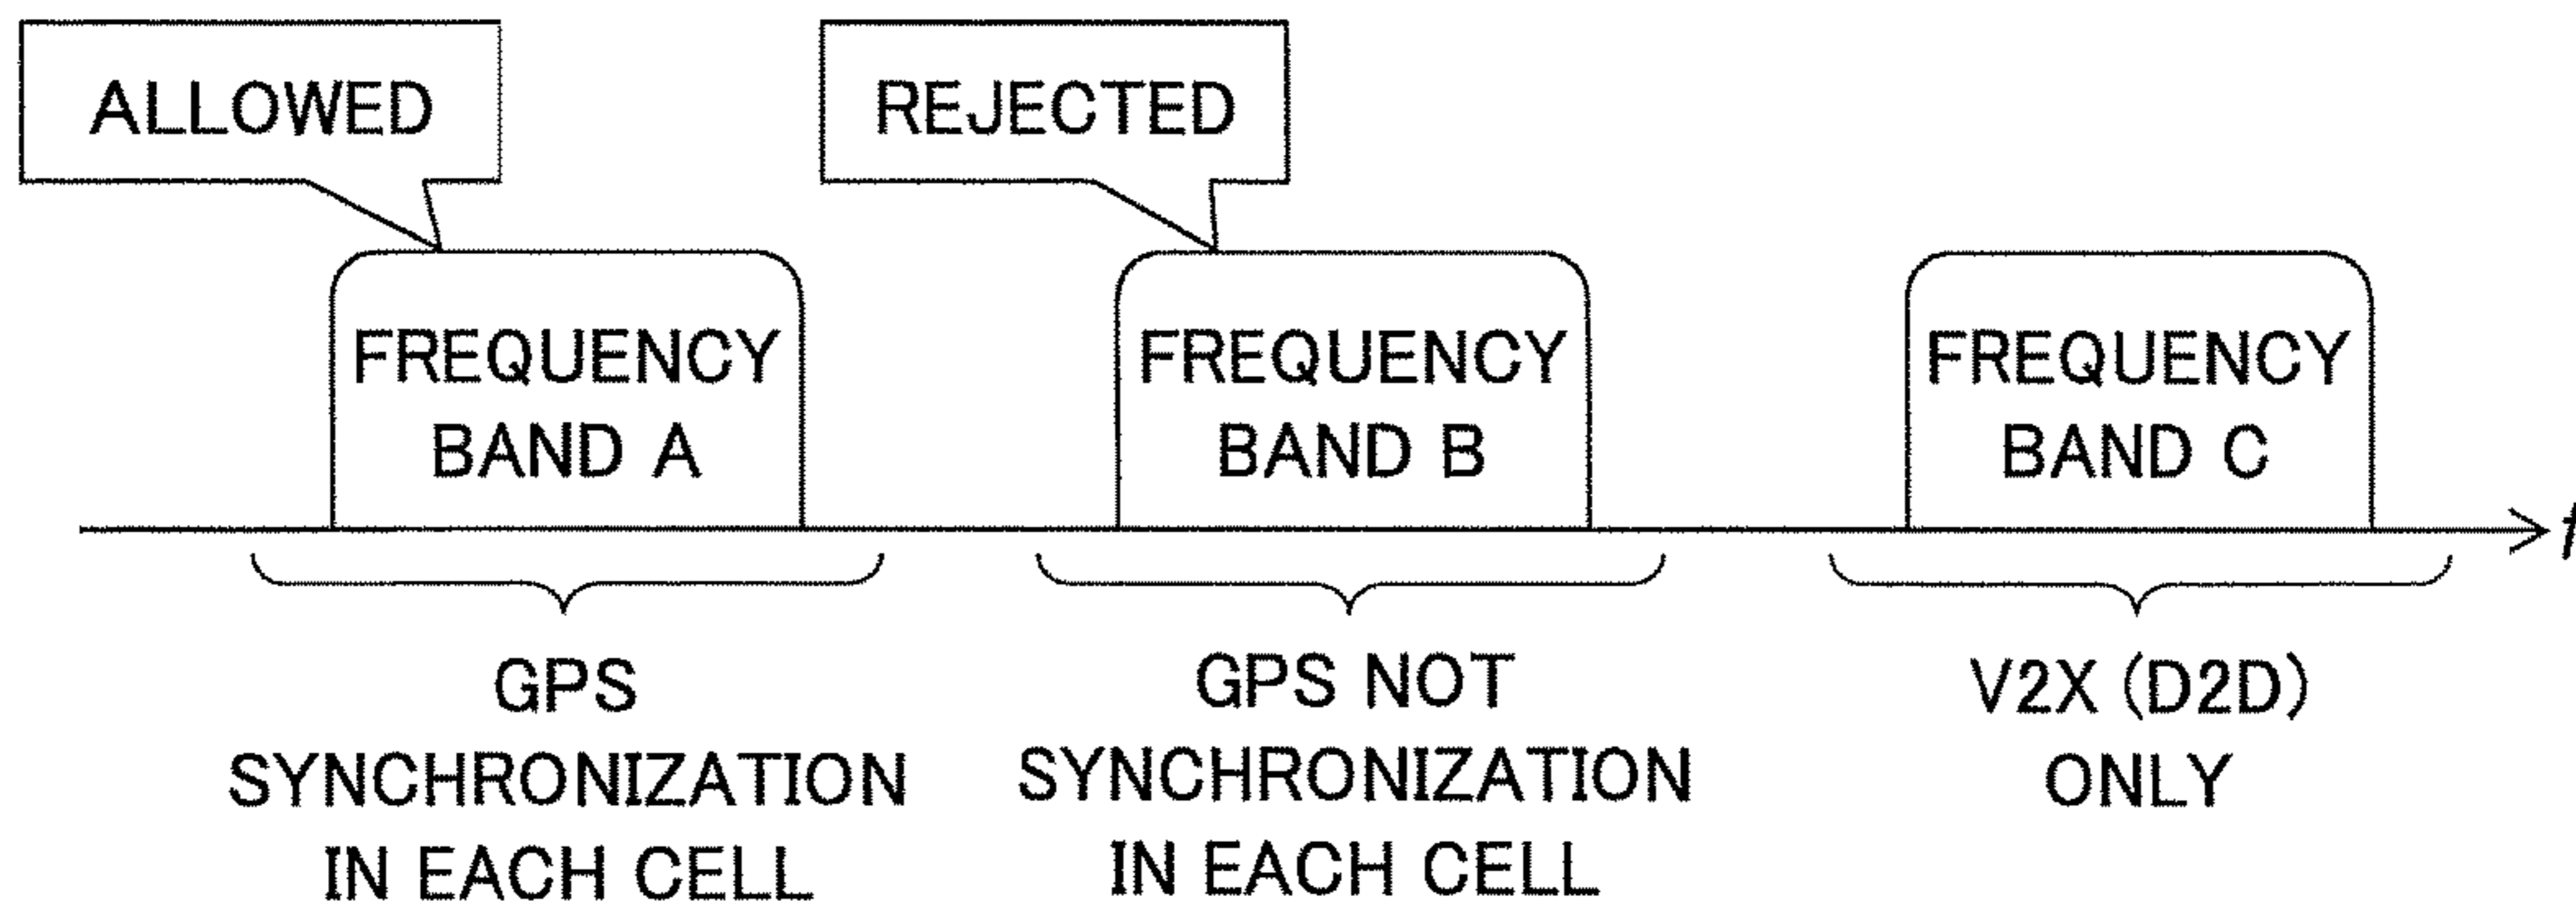 ALLOWED
REJECTED
FREQUENCY
BAND A
FREQUENCY
BAND B
FREQUENCY
BAND C
f
GPS
SYNCHRONIZATION
IN EACH CELL
GPS NOT
SYNCHRONIZATION
IN EACH CELL
V2X (D2D)
ONLY